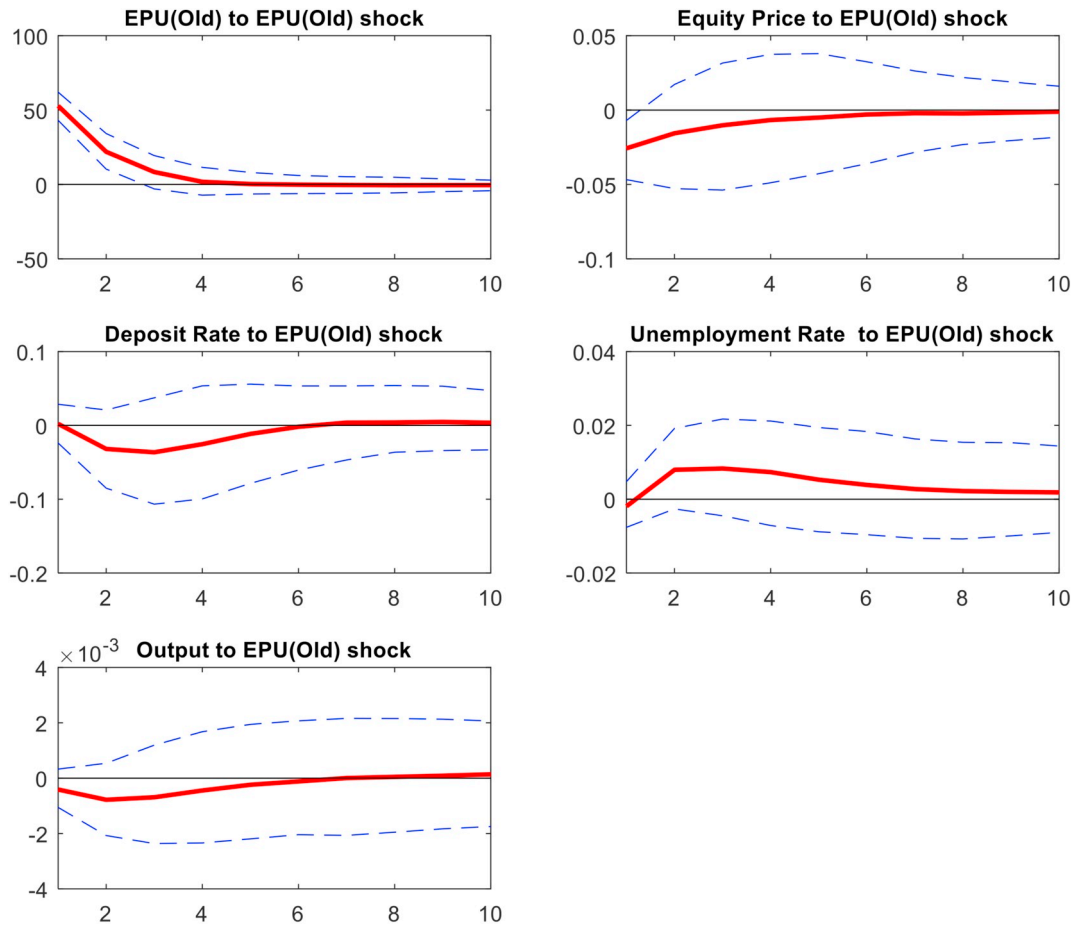 EPU(Old) to EPU(Old) shock
100
50
0
-50
2 4 6 8 10
Equity Price to EPU(Old) shock
0.05
0
-0.05
-0.1
2 4 6 8 10
Deposit Rate to EPU(Old) shock
0.1
0
-0.1
-0.2
2 4 6 8 10
Unemployment Rate to EPU(Old) shock
0.04
0.02
0
-0.02
2 4 6 8 10
×10⁻³ Output to EPU(Old) shock
4
2
0
-2
-4
2 4 6 8 10